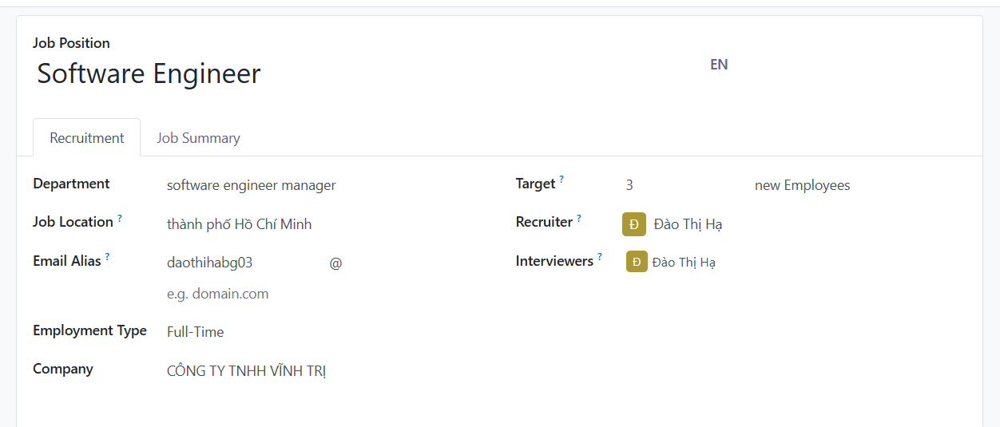 Job Position
Software Engineer
EN
Recruitment Job Summary
Department software engineer manager Target ? 3 new Employees
Job Location ? thành phố Hồ Chí Minh Recruiter ? Đ Đào Thị Hạ
Email Alias ? daothihabg03 @ Interviewers ? Đ Đào Thị Hạ
e.g. domain.com
Employment Type Full-Time
Company CÔNG TY TNHH VĨNH TRỊ